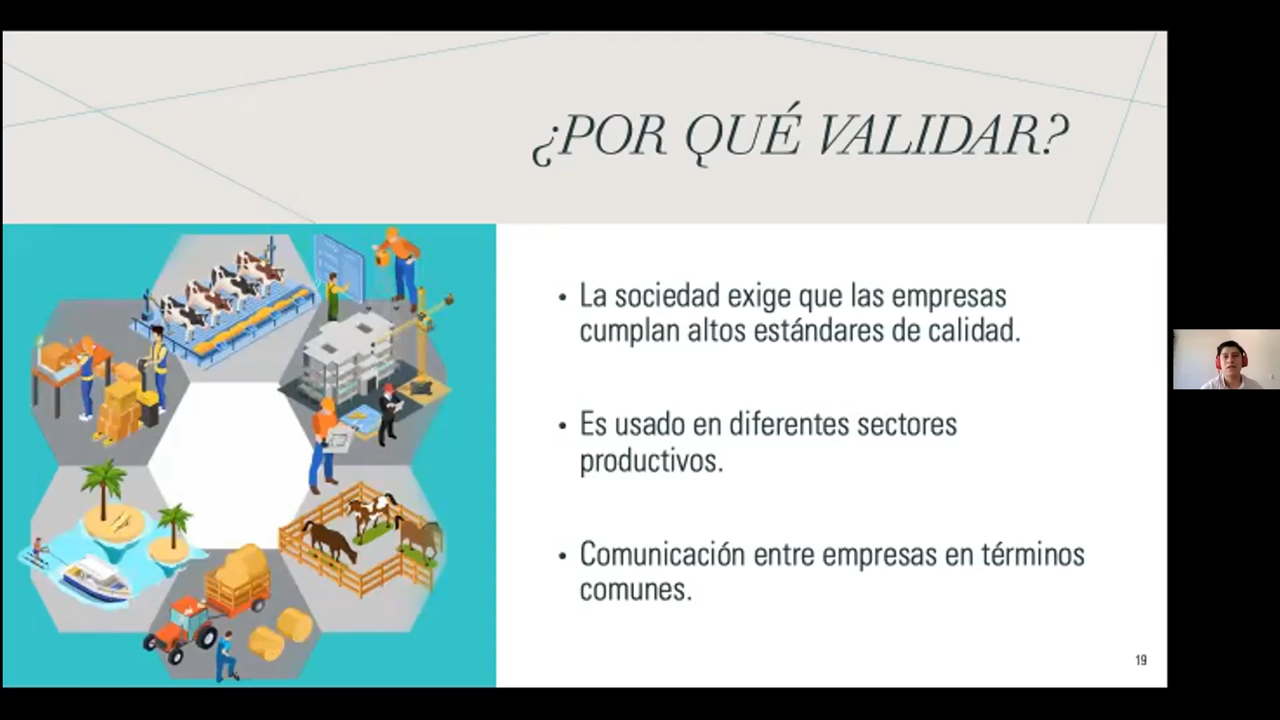 ¿POR QUÉ VALIDAR?
• La sociedad exige que las empresas
cumplan altos estándares de calidad.
• Es usado en diferentes sectores
productivos.
• Comunicación entre empresas en términos
comunes.
19